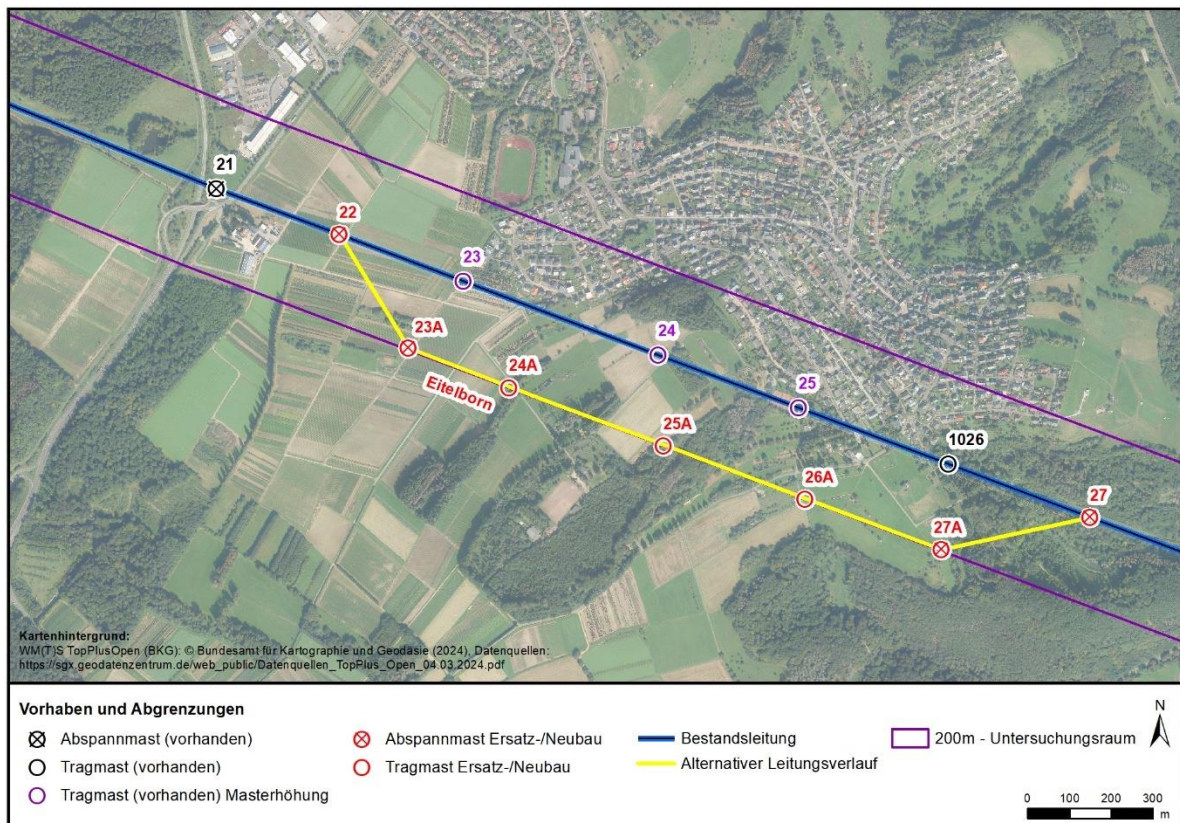 21
22
23
23A
24A
Eitelborn
24
25
25A
1026
26A
27
27A
Kartenhintergrund:
WM(T)S TopPlusOpen (BKG): © Bundesamt für Kartographie und Geodäsie (2024), Datenquellen:
https://sgx.geodatenzentrum.de/web_public/Datenquellen_TopPlus_Open_04.03.2024.pdf
Vorhaben und Abgrenzungen
Abspannmast (vorhanden)
Tragmast (vorhanden)
Tragmast (vorhanden) Masterhöhung
Abspannmast Ersatz-/Neubau
Tragmast Ersatz-/Neubau
Bestandsleitung
Alternativer Leitungsverlauf
200m - Untersuchungsraum
N
0 100 200 300
m